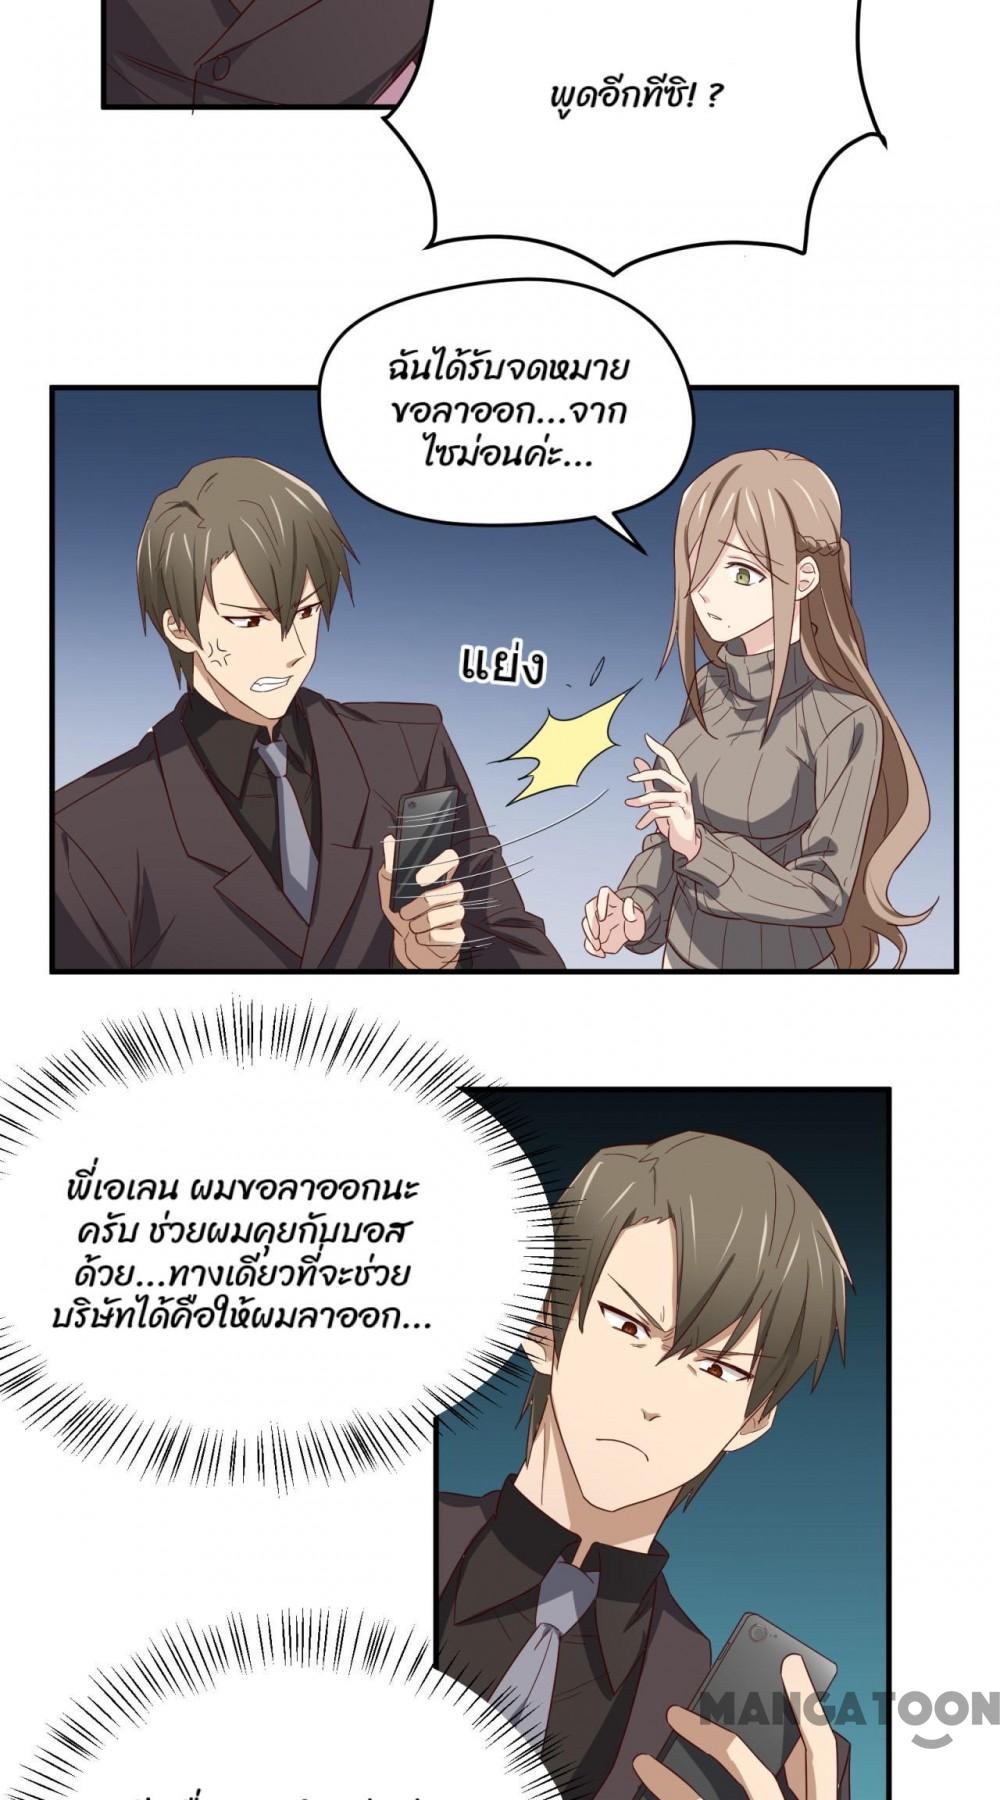 พูดอีกทีซิ! ?
ฉันได้รับจดหมาย
ขอลาออก...จาก
ไซม่อนค่ะ...
แย่ง
พี่เอเลน ผมขอลาออกนะ
ครับ ช่วยผมคุยกับบอส
ด้วย...ทางเดียวที่จะช่วย
บริษัทได้คือให้ผมลาออก...
MANGATOON